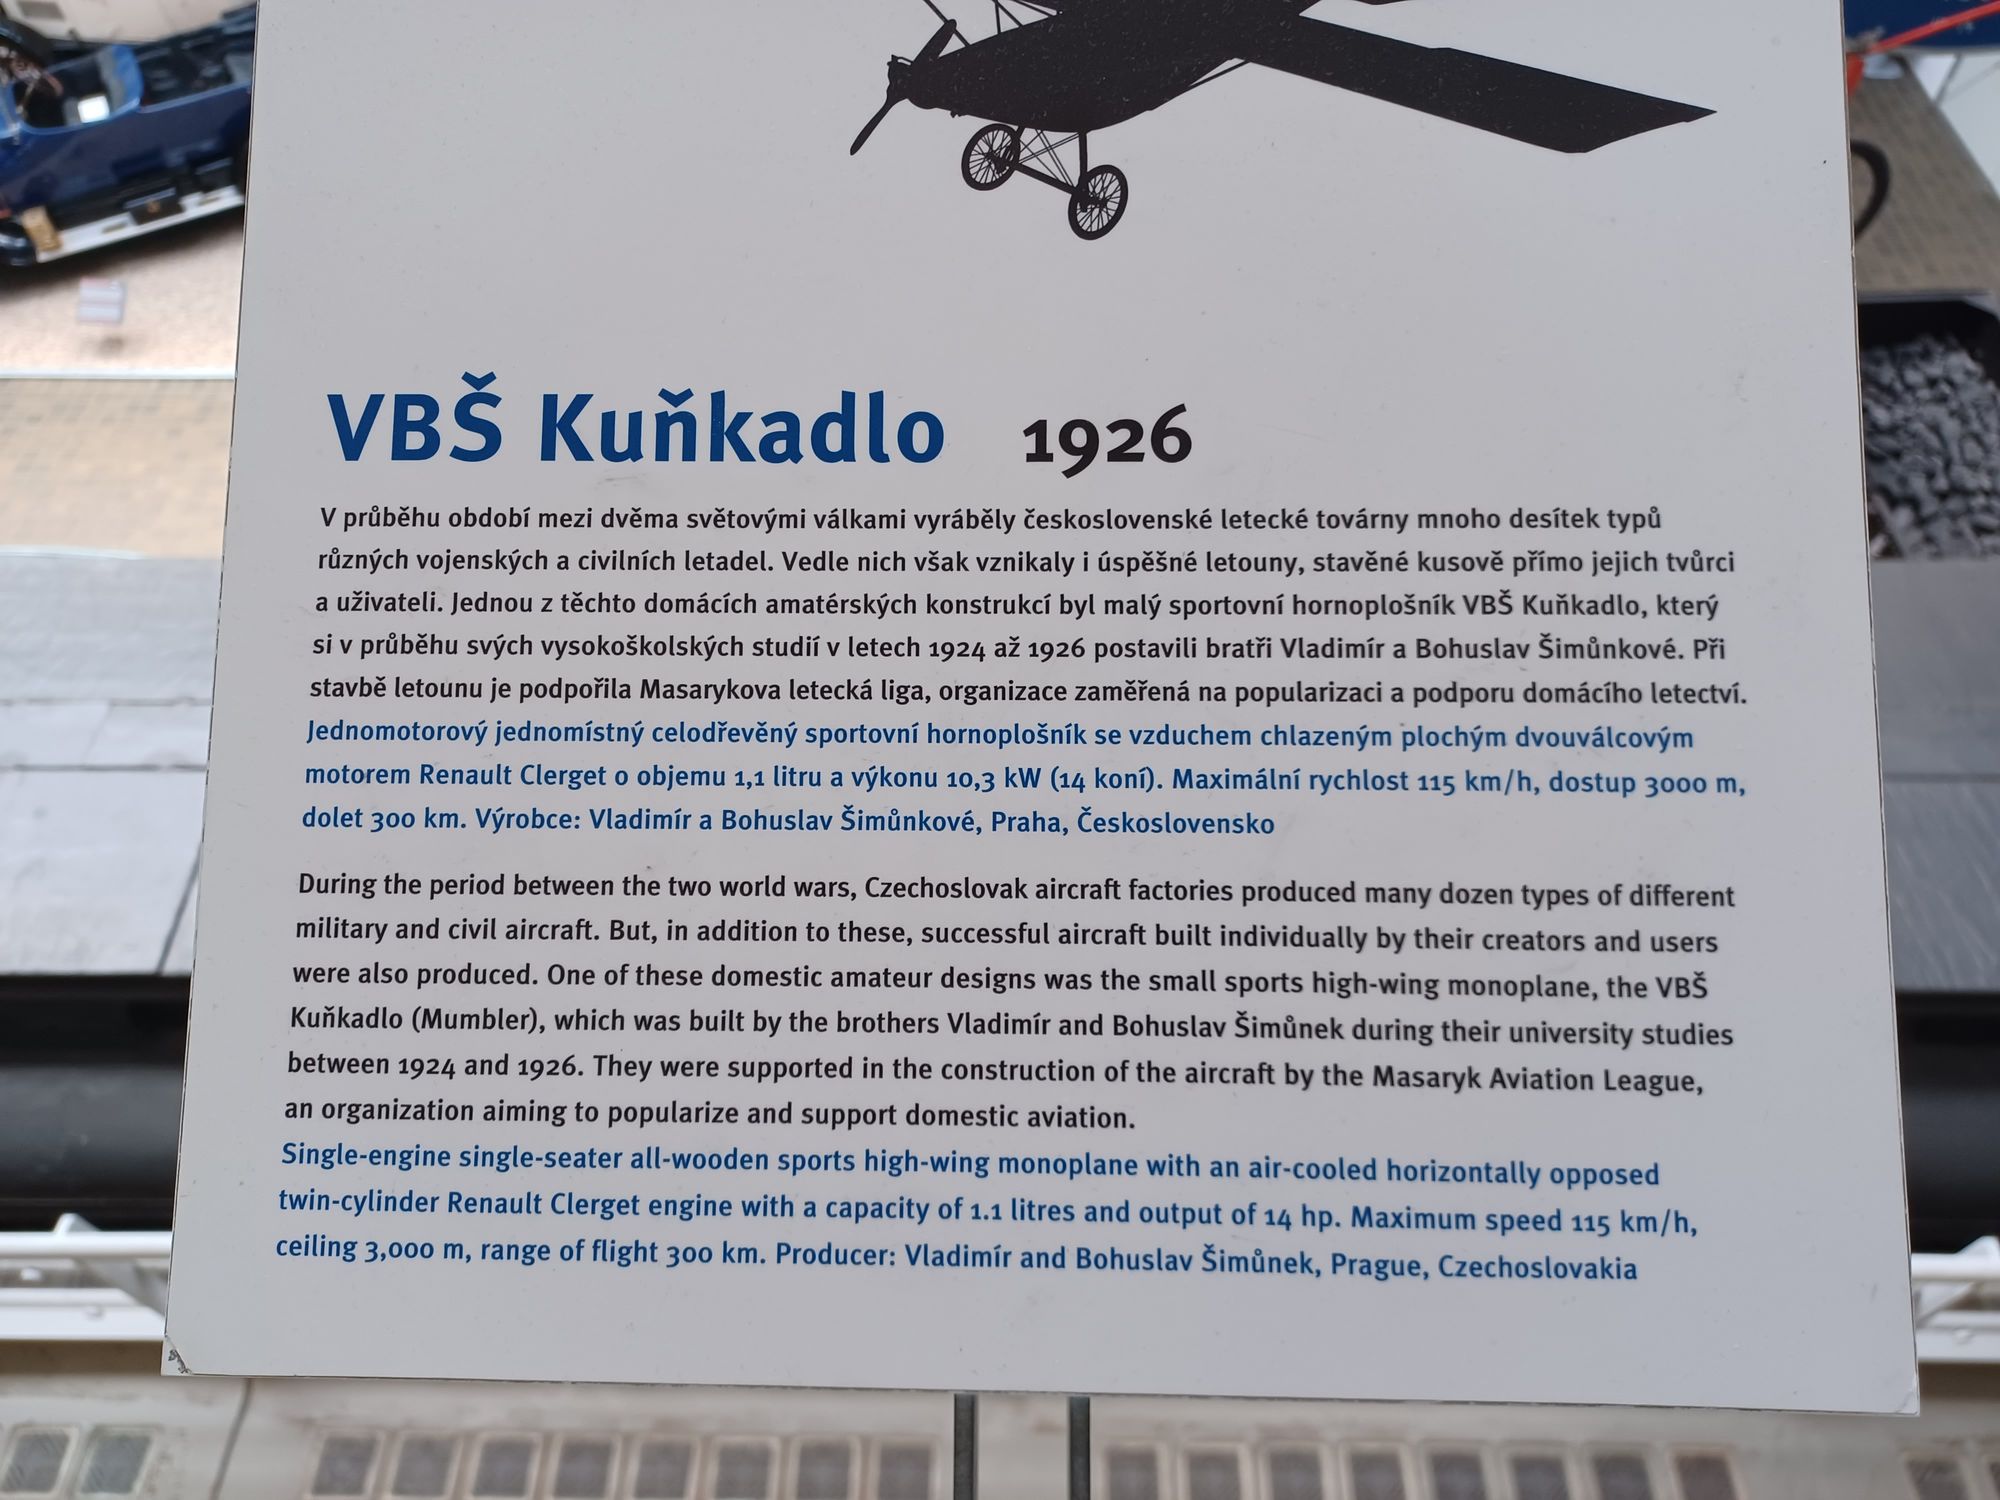 VBŠ Kuňkadlo 1926
V průběhu období mezi dvěma světovými válkami vyráběly československé letecké továrny mnoho desítek typů
různých vojenských a civilních letadel. Vedle nich však vznikaly i úspěšné letouny, stavěné kusově přímo jejich tvůrci
a uživateli. Jednou z těchto domácích amatérských konstrukcí byl malý sportovní hornoplošník VBŠ Kuňkadlo, který
si v průběhu svých vysokoškolských studií v letech 1924 až 1926 postavili bratři Vladimír a Bohuslav Šimůnkové. Při
stavbě letounu je podpořila Masarykova letecká liga, organizace zaměřená na popularizaci a podporu domácího letectví.
Jednomotorový jednomístný celodřevěný sportovní hornoplošník se vzduchem chlazeným plochým dvouválcovým
motorem Renault Clerget o objemu 1,1 litru a výkonu 10,3 kW (14 koní). Maximální rychlost 115 km/h, dostup 3000 m,
dolet 300 km. Výrobce: Vladimír a Bohuslav Šimůnkové, Praha, Československo
During the period between the two world wars, Czechoslovak aircraft factories produced many dozen types of different
military and civil aircraft. But, in addition to these, successful aircraft built individually by their creators and users
were also produced. One of these domestic amateur designs was the small sports high-wing monoplane, the VBŠ
Kuňkadlo (Mumbler), which was built by the brothers Vladimír and Bohuslav Šimůnek during their university studies
between 1924 and 1926. They were supported in the construction of the aircraft by the Masaryk Aviation League,
an organization aiming to popularize and support domestic aviation.
Single-engine single-seater all-wooden sports high-wing monoplane with an air-cooled horizontally opposed
twin-cylinder Renault Clerget engine with a capacity of 1.1 litres and output of 14 hp. Maximum speed 115 km/h,
ceiling 3,000 m, range of flight 300 km. Producer: Vladimír and Bohuslav Šimůnek, Prague, Czechoslovakia